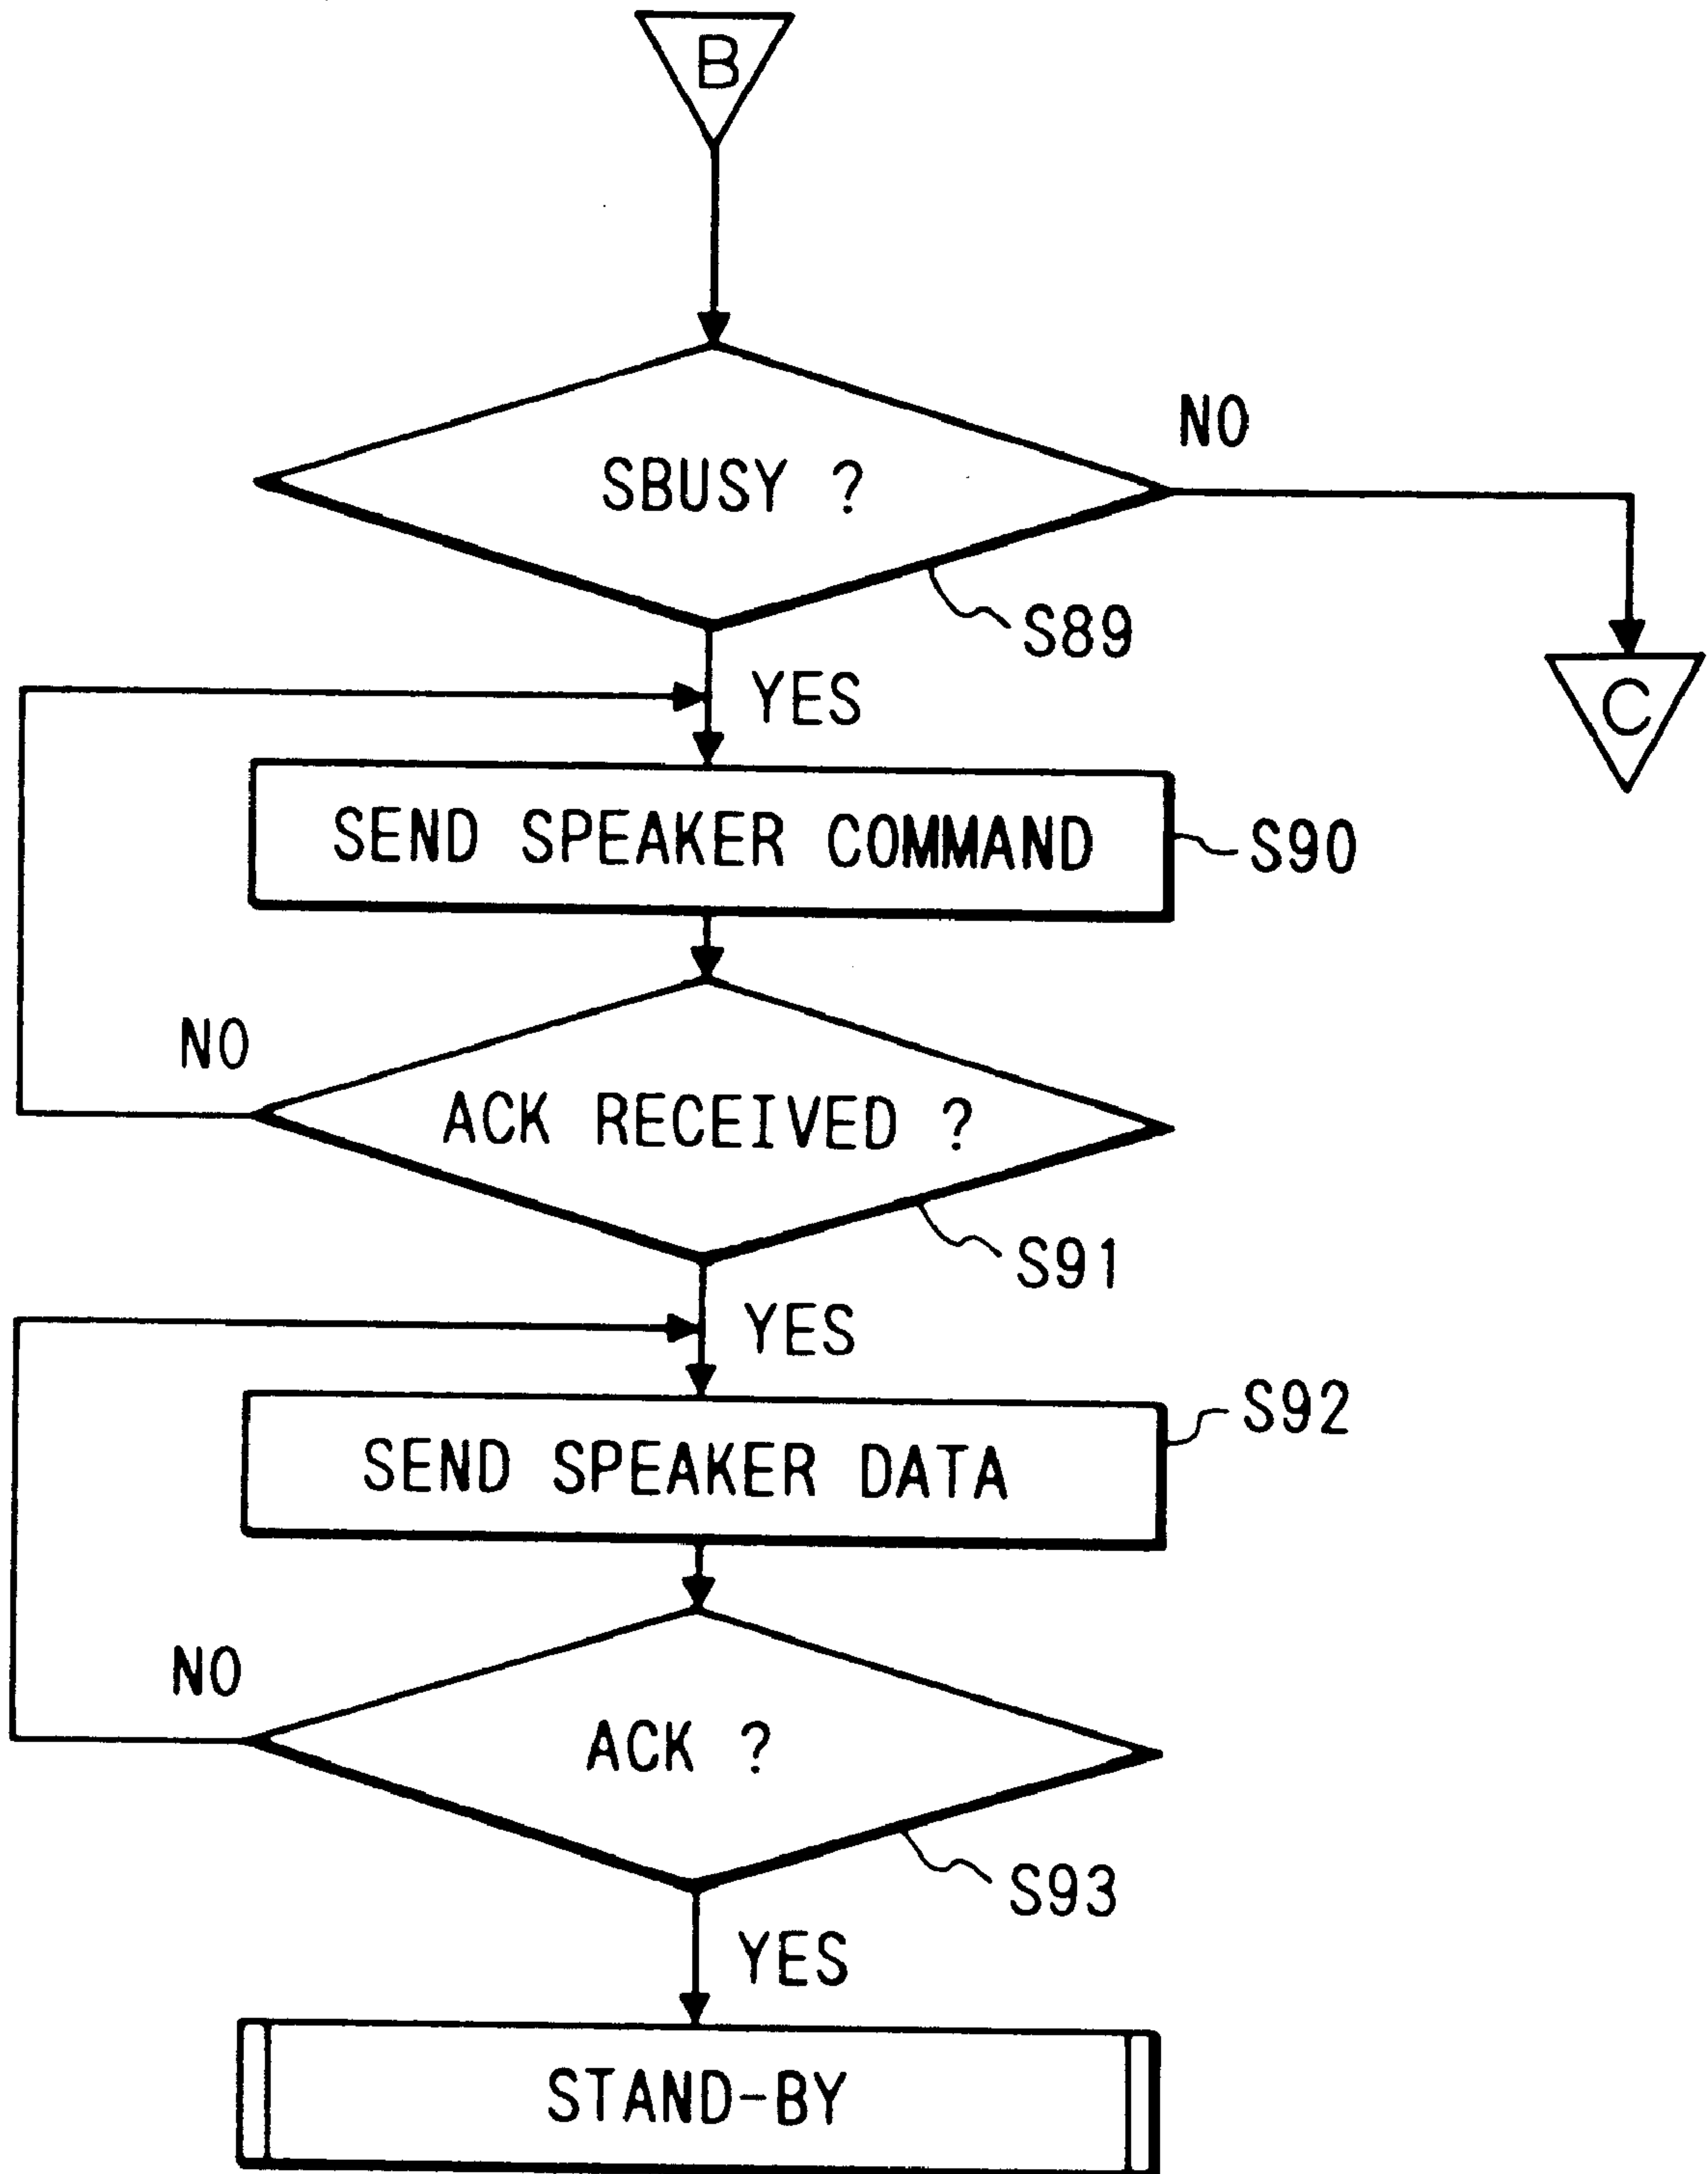 B
NO
SBUSY ?
S89
YES
C
SEND SPEAKER COMMAND
S90
NO
ACK RECEIVED ?
S91
YES
S92
SEND SPEAKER DATA
NO
ACK ?
S93
YES
STAND-BY